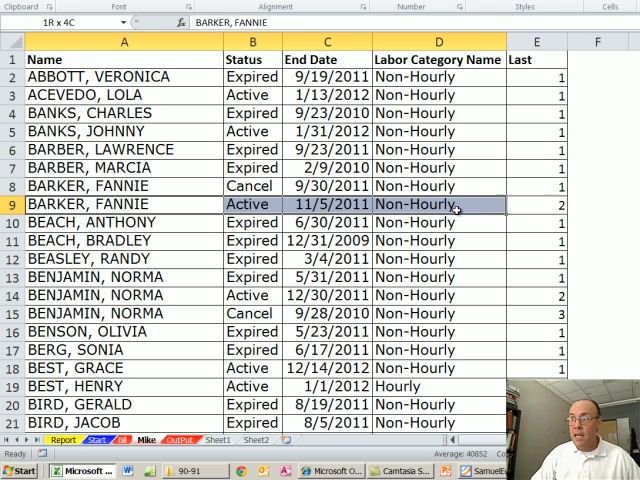 Clipboard Font Alignment Number Styles Cells
1R x 4C fx BARKER, FANNIE
A B C D E F
1 Name Status End Date Labor Category Name Last
2 ABBOTT, VERONICA Expired 9/19/2011 Non-Hourly 1
3 ACEVEDO, LOLA Active 1/13/2012 Non-Hourly 1
4 BANKS, CHARLES Expired 9/23/2010 Non-Hourly 1
5 BANKS, JOHNNY Active 1/31/2012 Non-Hourly 1
6 BARBER, LAWRENCE Expired 9/23/2011 Non-Hourly 1
7 BARBER, MARCIA Expired 2/9/2010 Non-Hourly 1
8 BARKER, FANNIE Cancel 9/30/2011 Non-Hourly 1
9 BARKER, FANNIE Active 11/5/2011 Non-Hourly 2
10 BEACH, ANTHONY Expired 6/30/2011 Non-Hourly 1
11 BEACH, BRADLEY Expired 12/31/2009 Non-Hourly 1
12 BEASLEY, RANDY Expired 3/4/2011 Non-Hourly 1
13 BENJAMIN, NORMA Expired 5/31/2011 Non-Hourly 1
14 BENJAMIN, NORMA Active 12/30/2011 Non-Hourly 2
15 BENJAMIN, NORMA Cancel 9/28/2010 Non-Hourly 3
16 BENSON, OLIVIA Expired 5/23/2011 Non-Hourly 1
17 BERG, SONIA Expired 6/17/2011 Non-Hourly 1
18 BEST, GRACE Active 12/14/2012 Non-Hourly 1
19 BEST, HENRY Active 1/1/2012 Hourly 1
20 BIRD, GERALD Expired 8/19/2011 Non-Hourly
21 BIRD, JACOB Expired 8/5/2011 Non-Hourly
Report Start Bill Mike OutPut Sheet1 Sheet2
Ready Average: 40852
Start Microsoft ... 90-91 Microsoft O... Camtasia St...